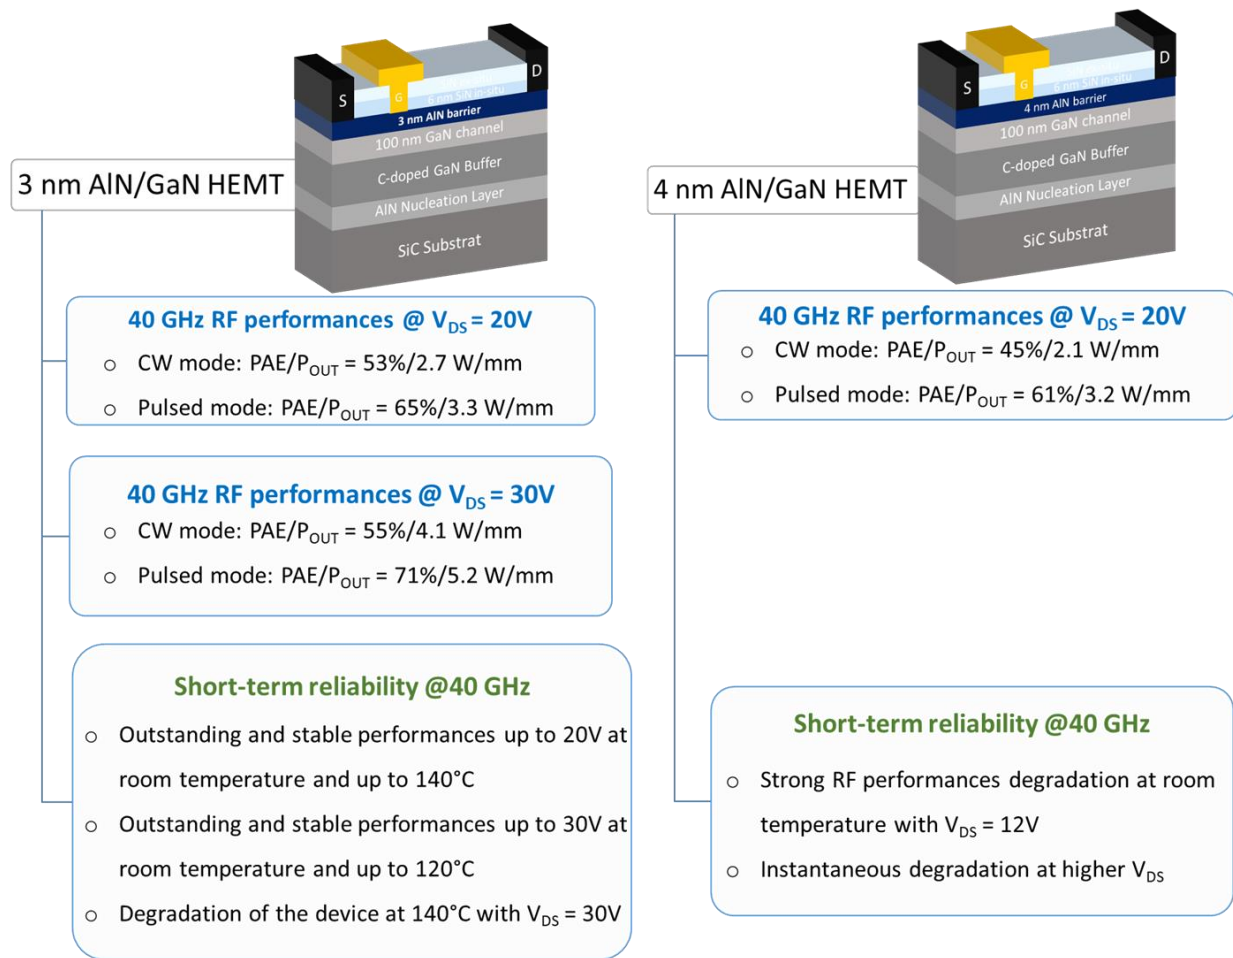 S
G
D
6 nm SiN in-situ
3 nm AlN barrier
100 nm GaN channel
C-doped GaN Buffer
AlN Nucleation Layer
SiC Substrat
3 nm AlN/GaN HEMT
40 GHz RF performances @ VDS = 20V
○ CW mode: PAE/POUT = 53%/2.7 W/mm
○ Pulsed mode: PAE/POUT = 65%/3.3 W/mm
40 GHz RF performances @ VDS = 30V
○ CW mode: PAE/POUT = 55%/4.1 W/mm
○ Pulsed mode: PAE/POUT = 71%/5.2 W/mm
Short-term reliability @40 GHz
○ Outstanding and stable performances up to 20V at
room temperature and up to 140°C
○ Outstanding and stable performances up to 30V at
room temperature and up to 120°C
○ Degradation of the device at 140°C with VDS = 30V
S
G
D
6 nm SiN in-situ
4 nm AlN barrier
100 nm GaN channel
C-doped GaN Buffer
AlN Nucleation Layer
SiC Substrat
4 nm AlN/GaN HEMT
40 GHz RF performances @ VDS = 20V
○ CW mode: PAE/POUT = 45%/2.1 W/mm
○ Pulsed mode: PAE/POUT = 61%/3.2 W/mm
Short-term reliability @40 GHz
○ Strong RF performances degradation at room
temperature with VDS = 12V
○ Instantaneous degradation at higher VDS